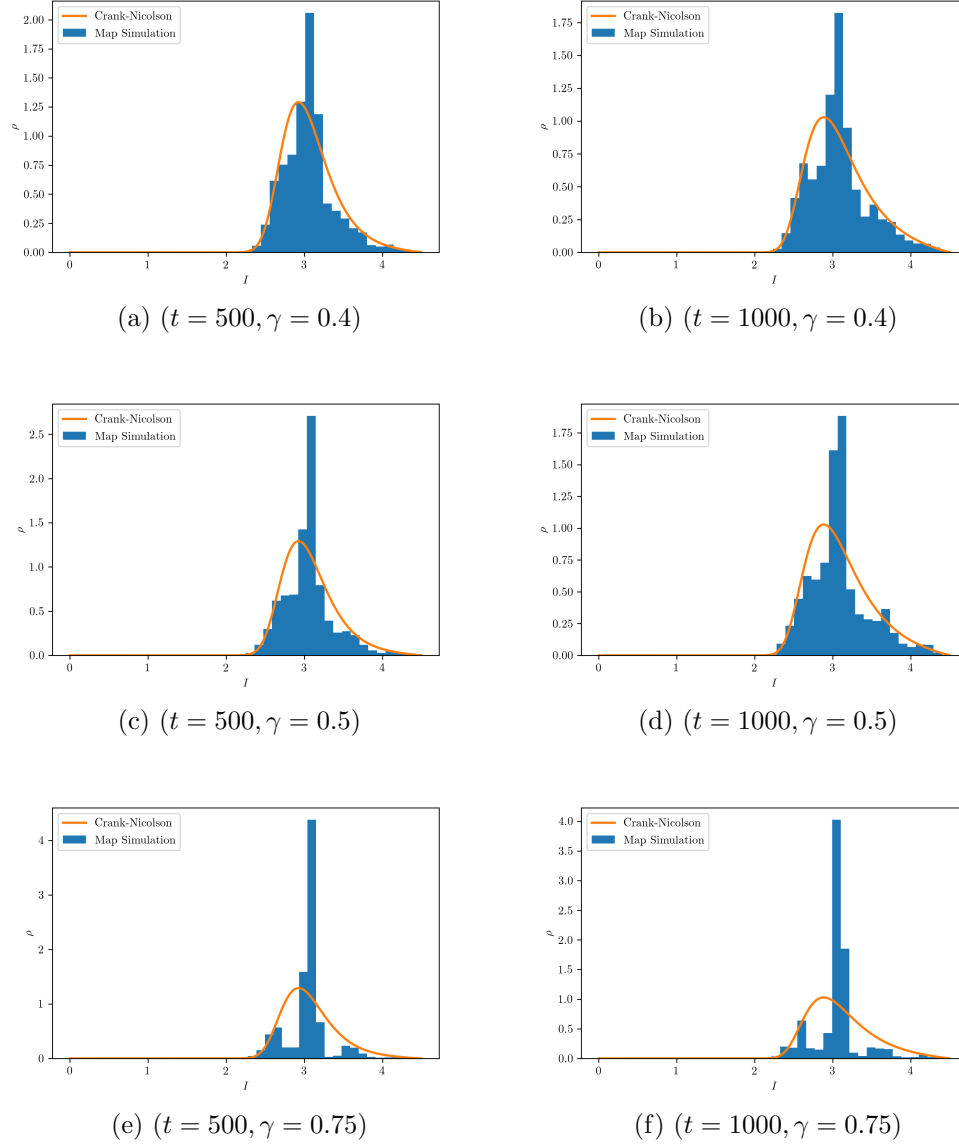 Crank-Nicolson
Map Simulation
2.00
1.75
1.50
1.25
1.00
0.75
0.50
0.25
0.00
ρ
0 1 2 3 4
I
(a) (t = 500, γ = 0.4)
Crank-Nicolson
Map Simulation
1.75
1.50
1.25
1.00
0.75
0.50
0.25
0.00
ρ
0 1 2 3 4
I
(b) (t = 1000, γ = 0.4)
Crank-Nicolson
Map Simulation
2.5
2.0
1.5
1.0
0.5
0.0
ρ
0 1 2 3 4
I
(c) (t = 500, γ = 0.5)
Crank-Nicolson
Map Simulation
1.75
1.50
1.25
1.00
0.75
0.50
0.25
0.00
ρ
0 1 2 3 4
I
(d) (t = 1000, γ = 0.5)
Crank-Nicolson
Map Simulation
4
3
2
1
0
ρ
0 1 2 3 4
I
(e) (t = 500, γ = 0.75)
Crank-Nicolson
Map Simulation
4.0
3.5
3.0
2.5
2.0
1.5
1.0
0.5
0.0
ρ
0 1 2 3 4
I
(f) (t = 1000, γ = 0.75)